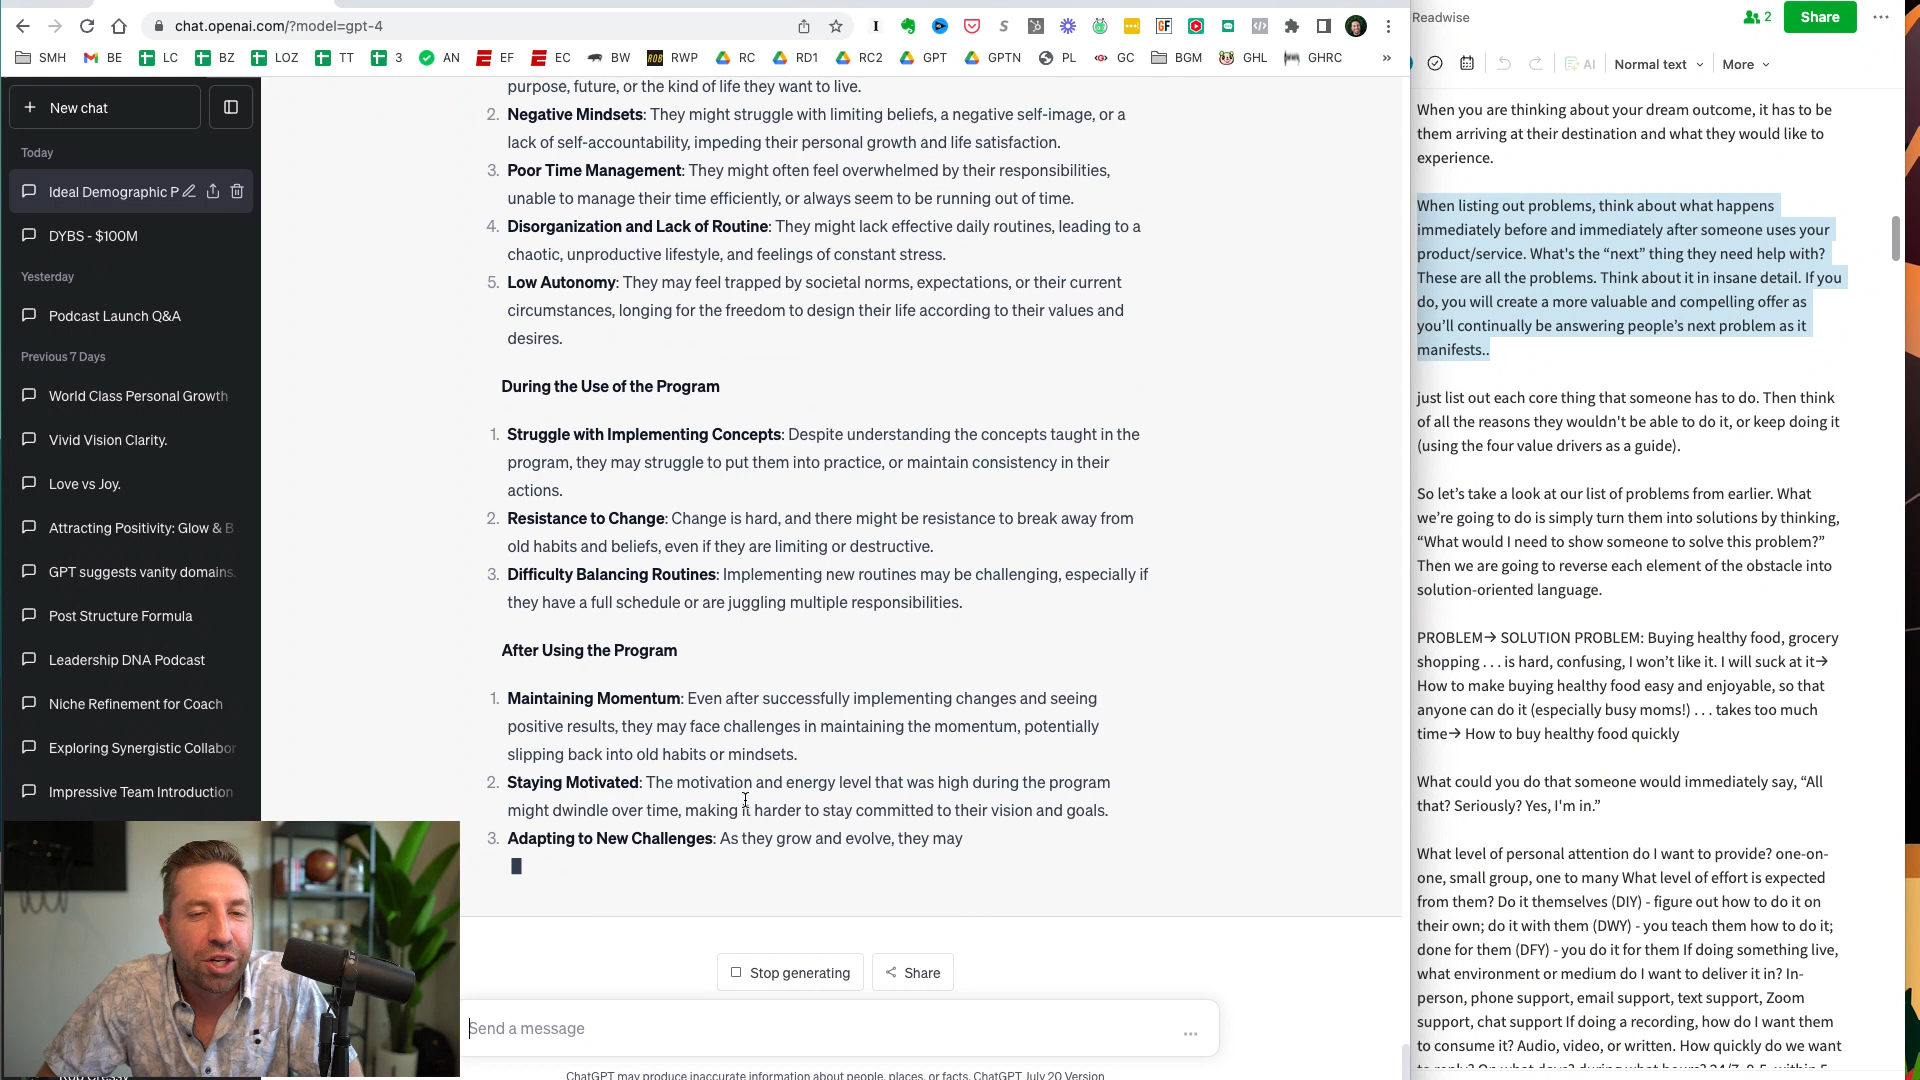 chat.openai.com/?model=gpt-4
SMH BE LC BZ LOZ TT 3 AN EF EC BW RWP RC RD1 RC2 GPT GPTN PL GC BGM GHL GHRC »
New chat
Today
Ideal Demographic P
DYBS - $100M
Yesterday
Podcast Launch Q&A
Previous 7 Days
World Class Personal Growth
Vivid Vision Clarity.
Love vs Joy.
Attracting Positivity: Glow & B
GPT suggests vanity domains.
Post Structure Formula
Leadership DNA Podcast
Niche Refinement for Coach
Exploring Synergistic Collabor
Impressive Team Introduction
purpose, future, or the kind of life they want to live.
2. Negative Mindsets: They might struggle with limiting beliefs, a negative self-image, or a
lack of self-accountability, impeding their personal growth and life satisfaction.
3. Poor Time Management: They might often feel overwhelmed by their responsibilities,
unable to manage their time efficiently, or always seem to be running out of time.
4. Disorganization and Lack of Routine: They might lack effective daily routines, leading to a
chaotic, unproductive lifestyle, and feelings of constant stress.
5. Low Autonomy: They may feel trapped by societal norms, expectations, or their current
circumstances, longing for the freedom to design their life according to their values and
desires.
During the Use of the Program
1. Struggle with Implementing Concepts: Despite understanding the concepts taught in the
program, they may struggle to put them into practice, or maintain consistency in their
actions.
2. Resistance to Change: Change is hard, and there might be resistance to break away from
old habits and beliefs, even if they are limiting or destructive.
3. Difficulty Balancing Routines: Implementing new routines may be challenging, especially if
they have a full schedule or are juggling multiple responsibilities.
After Using the Program
1. Maintaining Momentum: Even after successfully implementing changes and seeing
positive results, they may face challenges in maintaining the momentum, potentially
slipping back into old habits or mindsets.
2. Staying Motivated: The motivation and energy level that was high during the program
might dwindle over time, making it harder to stay committed to their vision and goals.
3. Adapting to New Challenges: As they grow and evolve, they may
Stop generating Share
Send a message
ChatGPT may produce inaccurate information about people, places, or facts. ChatGPT July 20 Version
Readwise 2 Share
AI Normal text More
When you are thinking about your dream outcome, it has to be
them arriving at their destination and what they would like to
experience.
When listing out problems, think about what happens
immediately before and immediately after someone uses your
product/service. What's the “next” thing they need help with?
These are all the problems. Think about it in insane detail. If you
do, you will create a more valuable and compelling offer as
you’ll continually be answering people’s next problem as it
manifests..
just list out each core thing that someone has to do. Then think
of all the reasons they wouldn't be able to do it, or keep doing it
(using the four value drivers as a guide).
So let’s take a look at our list of problems from earlier. What
we’re going to do is simply turn them into solutions by thinking,
“What would I need to show someone to solve this problem?”
Then we are going to reverse each element of the obstacle into
solution-oriented language.
PROBLEM→ SOLUTION PROBLEM: Buying healthy food, grocery
shopping . . . is hard, confusing, I won’t like it. I will suck at it→
How to make buying healthy food easy and enjoyable, so that
anyone can do it (especially busy moms!) . . . takes too much
time→ How to buy healthy food quickly
What could you do that someone would immediately say, “All
that? Seriously? Yes, I'm in.”
What level of personal attention do I want to provide? one-on-
one, small group, one to many What level of effort is expected
from them? Do it themselves (DIY) - figure out how to do it on
their own; do it with them (DWY) - you teach them how to do it;
done for them (DFY) - you do it for them If doing something live,
what environment or medium do I want to deliver it in? In-
person, phone support, email support, text support, Zoom
support, chat support If doing a recording, how do I want them
to consume it? Audio, video, or written. How quickly do we want